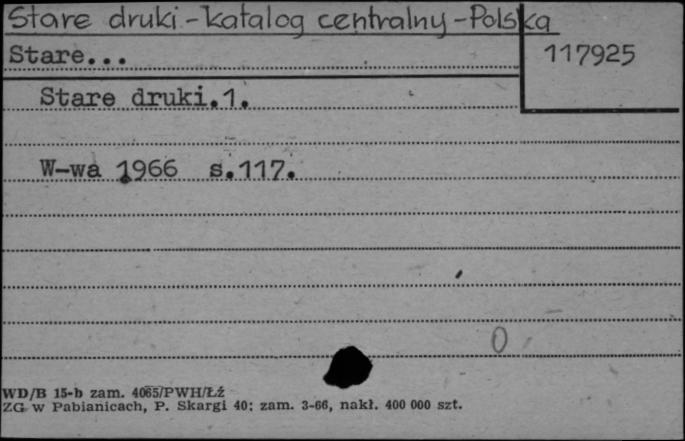 Stare druki - katalog centralny - Polska
Stare...
117925
Stare druki.1.
W-wa 1966 s.117.
0
WD/B 15-b zam. 4065/PWH/Łź
ZG w Pabianicach, P. Skargi 40; zam. 3-66, nakł. 400 000 szt.